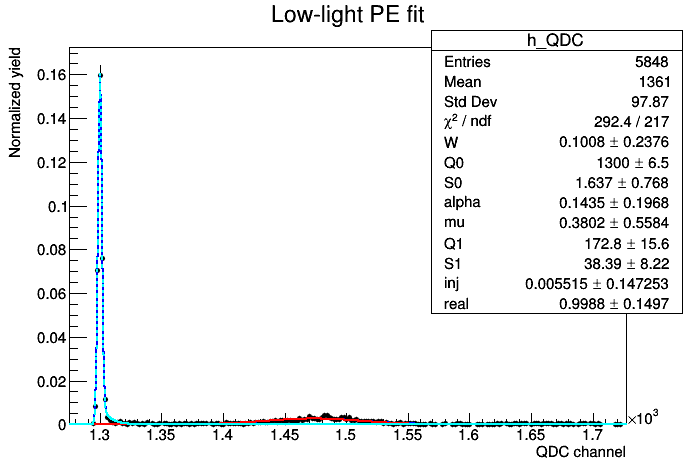 Low-light PE fit
h_QDC
Entries 5848
Mean 1361
Std Dev 97.87
χ² / ndf 292.4 / 217
W 0.1008 ± 0.2376
Q0 1300 ± 6.5
S0 1.637 ± 0.768
alpha 0.1435 ± 0.1968
mu 0.3802 ± 0.5584
Q1 172.8 ± 15.6
S1 38.39 ± 8.22
inj 0.005515 ± 0.147253
real 0.9988 ± 0.1497
Normalized yield
0.16
0.14
0.12
0.1
0.08
0.06
0.04
0.02
0
1.3 1.35 1.4 1.45 1.5 1.55 1.6 1.65 1.7
×10³
QDC channel